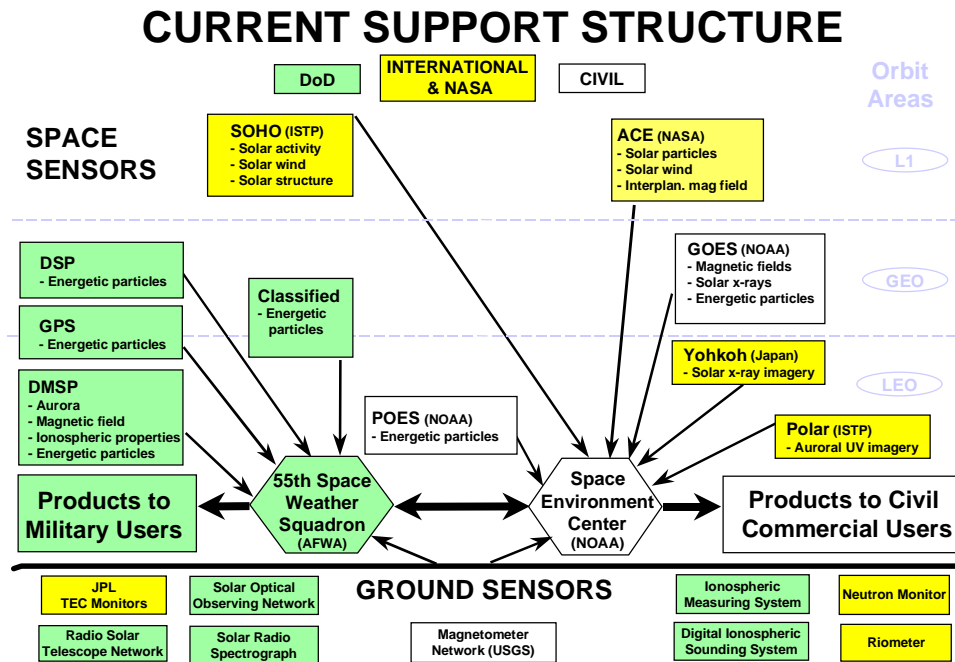 CURRENT SUPPORT STRUCTURE
DoD
INTERNATIONAL
& NASA
CIVIL
Orbit
Areas
SPACE
SENSORS
SOHO (ISTP)
- Solar activity
- Solar wind
- Solar structure
ACE (NASA)
- Solar particles
- Solar wind
- Interplan. mag field
L1
DSP
- Energetic particles
Classified
- Energetic
particles
GOES (NOAA)
- Magnetic fields
- Solar x-rays
- Energetic particles
GEO
GPS
- Energetic particles
Yohkoh (Japan)
- Solar x-ray imagery
LEO
DMSP
- Aurora
- Magnetic field
- Ionospheric properties
- Energetic particles
POES (NOAA)
- Energetic particles
Polar (ISTP)
- Auroral UV imagery
Products to
Military Users
55th Space
Weather
Squadron
(AFWA)
Space
Environment
Center
(NOAA)
Products to Civil
Commercial Users
GROUND SENSORS
JPL
TEC Monitors
Solar Optical
Observing Network
Ionospheric
Measuring System
Neutron Monitor
Radio Solar
Telescope Network
Solar Radio
Spectrograph
Magnetometer
Network (USGS)
Digital Ionospheric
Sounding System
Riometer